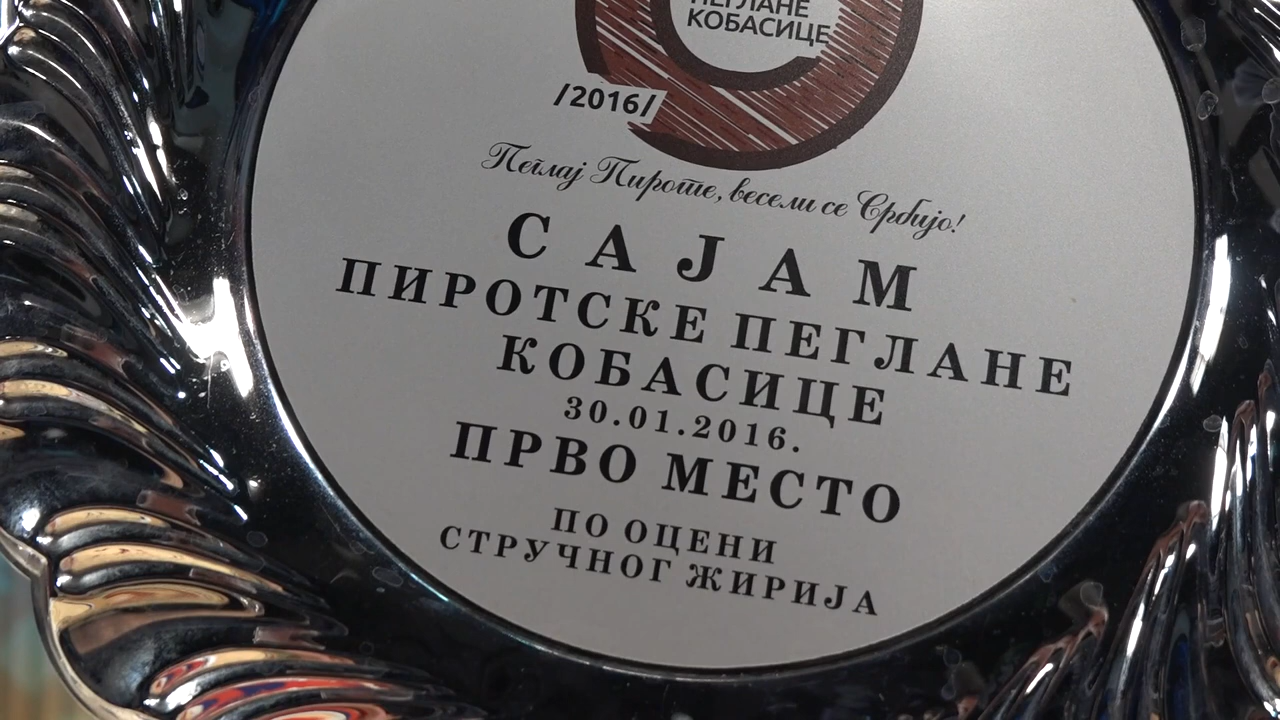 ПЕГЛАНЕ
КОБАСИЦЕ
/2016/
Пеглај Пироте, весели се Србијо!
САЈАМ
ПИРОТСКЕ ПЕГЛАНЕ
КОБАСИЦЕ
30.01.2016.
ПРВО МЕСТО
ПО ОЦЕНИ
СТРУЧНОГ ЖИРИЈА